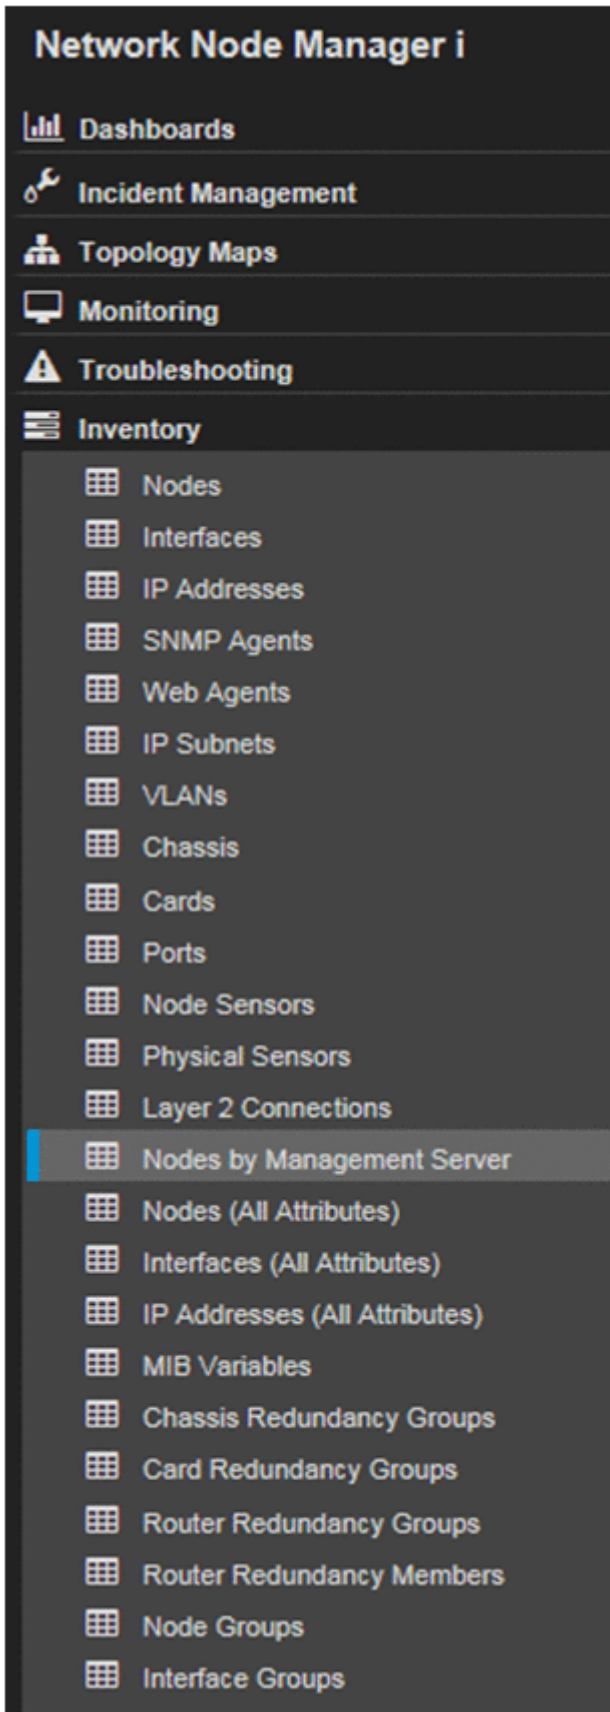 Network Node Manager i
Dashboards
Incident Management
Topology Maps
Monitoring
Troubleshooting
Inventory
Nodes
Interfaces
IP Addresses
SNMP Agents
Web Agents
IP Subnets
VLANs
Chassis
Cards
Ports
Node Sensors
Physical Sensors
Layer 2 Connections
Nodes by Management Server
Nodes (All Attributes)
Interfaces (All Attributes)
IP Addresses (All Attributes)
MIB Variables
Chassis Redundancy Groups
Card Redundancy Groups
Router Redundancy Groups
Router Redundancy Members
Node Groups
Interface Groups